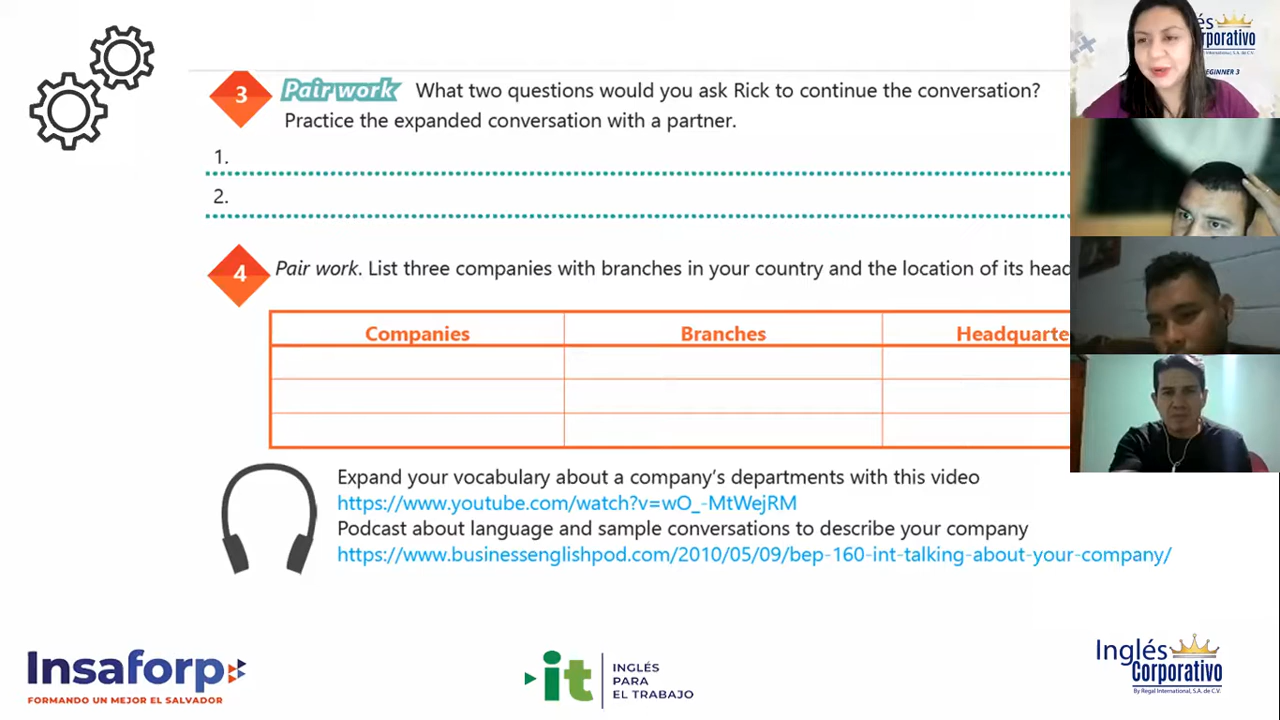 3 Pair work What two questions would you ask Rick to continue the conversation?
Practice the expanded conversation with a partner.
1.
2.
4 Pair work. List three companies with branches in your country and the location of its head
Companies Branches Headquarte
Expand your vocabulary about a company's departments with this video
https://www.youtube.com/watch?v=wO_-MtWejRM
Podcast about language and sample conversations to describe your company
https://www.businessenglishpod.com/2010/05/09/bep-160-int-talking-about-your-company/
Insaforp
FORMANDO UN MEJOR EL SALVADOR
it INGLÉS
PARA
EL TRABAJO
Inglés
Corporativo
By Regal International, S.A. de C.V.
és
rporativo
International, S.A. de C.V.
EGINNER 3